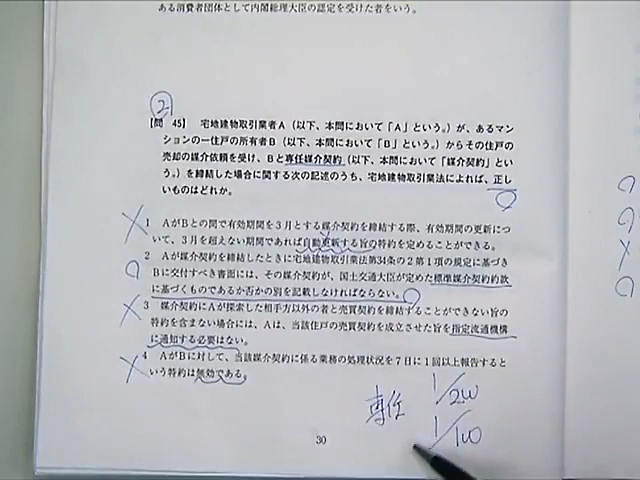 ある消費者団体として内閣総理大臣の認定を受けた者をいう。
2
【問 45】 宅地建物取引業者A(以下、本問において「A」という。)が、あるマン
ションの一住戸の所有者B(以下、本問において「B」という。)からその住戸の
売却の媒介依頼を受け、Bと専任媒介契約(以下、本問において「媒介契約」とい
う。)を締結した場合に関する次の記述のうち、宅地建物取引業法によれば、正し
いものはどれか。
1 AがBとの間で有効期間を3月とする媒介契約を締結する際、有効期間の更新につ
いて、3月を超えない期間であれば自動更新する旨の特約を定めることができる。
2 Aが媒介契約を締結したときに宅地建物取引業法第34条の2第1項の規定に基づき
Bに交付すべき書面には、その媒介契約が、国土交通大臣が定めた標準媒介契約約款
に基づくものであるか否かの別を記載しなければならない。
3 媒介契約にAが探索した相手方以外の者と売買契約を締結することができない旨の
特約を含まない場合には、Aは、当該住戸の売買契約を成立させた旨を指定流通機構
に通知する必要はない。
4 AがBに対して、当該媒介契約に係る業務の処理状況を7日に1回以上報告すると
いう特約は無効である。
専任 1/2W
1/1W
30